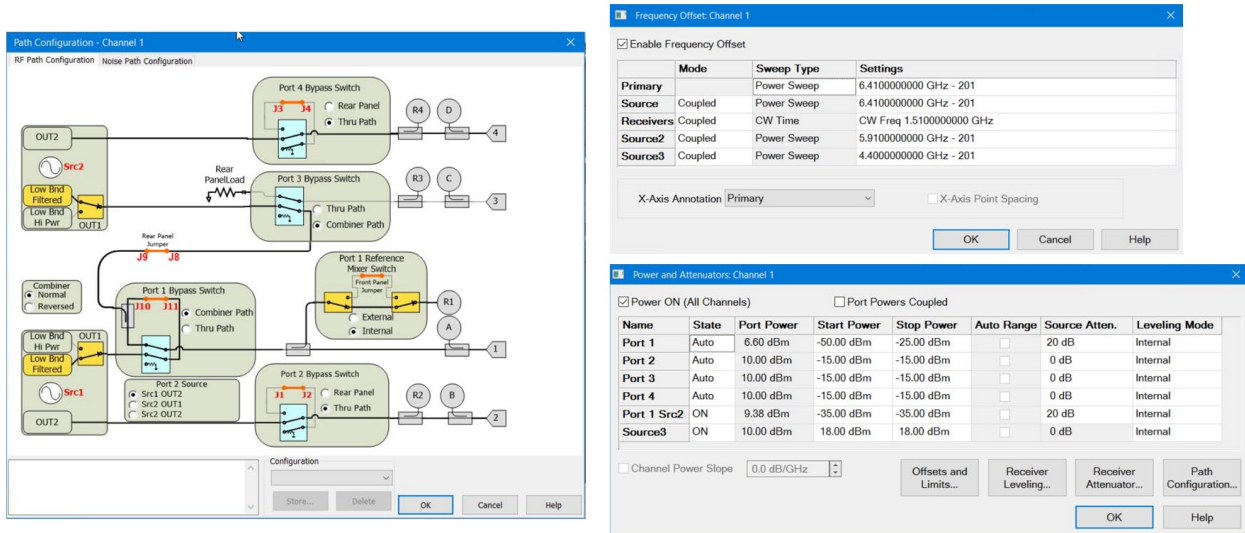 Path Configuration - Channel 1
RF Path Configuration Noise Path Configuration
Port 4 Bypass Switch
J3 J4
Rear Panel
Thru Path
R4 D
4
OUT2
Src2
Low Bnd
Filtered
Low Bnd
Hi Pwr
OUT1
Rear
PanelLoad
Port 3 Bypass Switch
Thru Path
Combiner Path
R3 C
3
Rear Panel
Jumper
J9 J8
Combiner
Normal
Reversed
Port 1 Bypass Switch
J10 J11
Combiner Path
Thru Path
Port 1 Reference
Mixer Switch
Front Panel
Jumper
External
Internal
R1
A
1
Low Bnd
Hi Pwr
OUT1
Low Bnd
Filtered
Src1
OUT2
Port 2 Source
Src1 OUT2
Src2 OUT1
Src2 OUT2
Port 2 Bypass Switch
J1 J2
Rear Panel
Thru Path
R2 B
2
Configuration
Store... Delete OK Cancel Help
Frequency Offset: Channel 1
Enable Frequency Offset
Mode Sweep Type Settings
Primary Power Sweep 6.4100000000 GHz - 201
Source Coupled Power Sweep 6.4100000000 GHz - 201
Receivers Coupled CW Time CW Freq 1.5100000000 GHz
Source2 Coupled Power Sweep 5.9100000000 GHz - 201
Source3 Coupled Power Sweep 4.4000000000 GHz - 201
X-Axis Annotation Primary X-Axis Point Spacing
OK Cancel Help
Power and Attenuators: Channel 1
Power ON (All Channels) Port Powers Coupled
Name State Port Power Start Power Stop Power Auto Range Source Atten. Leveling Mode
Port 1 Auto 6.60 dBm -50.00 dBm -25.00 dBm 20 dB Internal
Port 2 Auto 10.00 dBm -15.00 dBm -15.00 dBm 0 dB Internal
Port 3 Auto 10.00 dBm -15.00 dBm -15.00 dBm 0 dB Internal
Port 4 Auto 10.00 dBm -15.00 dBm -15.00 dBm 0 dB Internal
Port 1 Src2 ON 9.38 dBm -35.00 dBm -35.00 dBm 20 dB Internal
Source3 ON 10.00 dBm 18.00 dBm 18.00 dBm 0 dB Internal
Channel Power Slope 0.0 dB/GHz
Offsets and
Limits...
Receiver
Leveling...
Receiver
Attenuator...
Path
Configuration...
OK Help